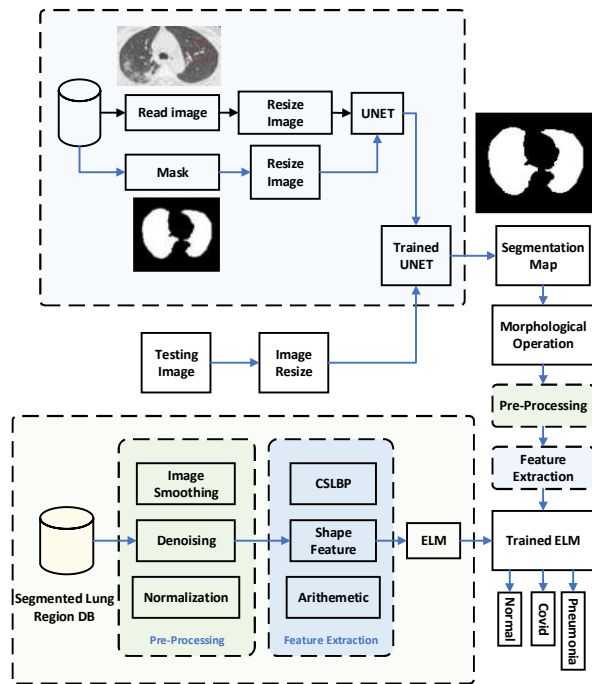 Read image
Resize
Image
UNET
Mask
Resize
Image
Trained
UNET
Segmentation
Map
Morphological
Operation
Testing
Image
Image
Resize
Pre-Processing
Feature
Extraction
Image
Smoothing
CSLBP
Segmented Lung
Region DB
Denoising
Shape
Feature
ELM
Trained ELM
Normalization
Arithemetic
Pre-Processing
Feature Extraction
Normal
Covid
Pneumonia